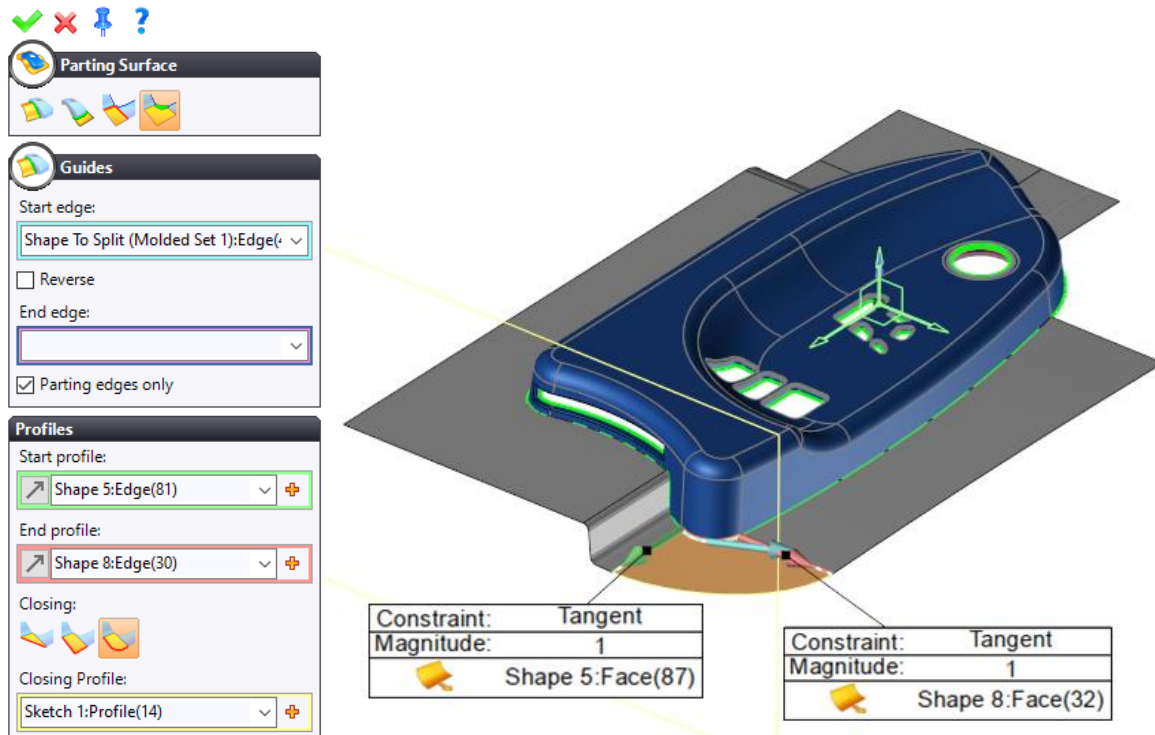 Parting Surface
Guides
Start edge:
Shape To Split (Molded Set 1):Edge(
Reverse
End edge:
Parting edges only
Profiles
Start profile:
Shape 5:Edge(81)
End profile:
Shape 8:Edge(30)
Closing:
Closing Profile:
Sketch 1:Profile(14)
Constraint: Tangent
Magnitude: 1
Shape 5:Face(87)
Constraint: Tangent
Magnitude: 1
Shape 8:Face(32)